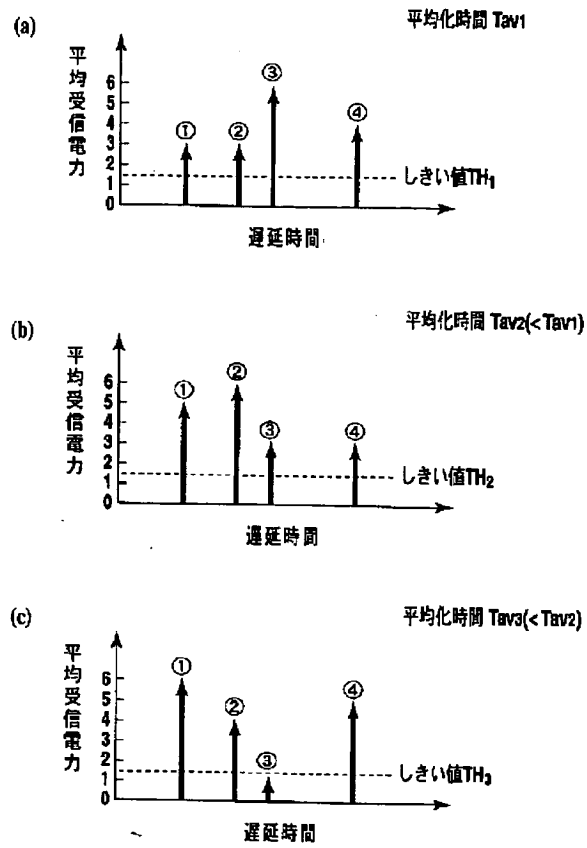 (a)
平均化時間 Tav1
平均受信電力
6
5
4
3
2
1
0
①
②
③
④
しきい値TH1
遅延時間
(b)
平均化時間 Tav2(<Tav1)
平均受信電力
6
5
4
3
2
1
0
①
②
③
④
しきい値TH2
遅延時間
(c)
平均化時間 Tav3(<Tav2)
平均受信電力
6
5
4
3
2
1
0
①
②
③
④
しきい値TH3
遅延時間